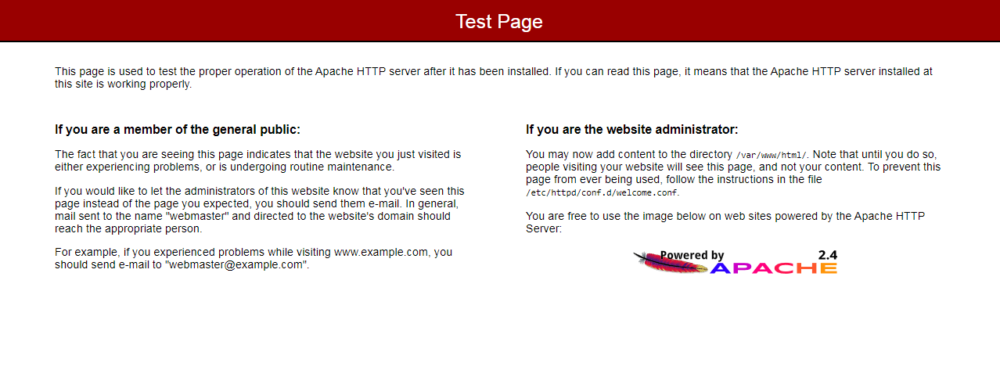 Test Page
This page is used to test the proper operation of the Apache HTTP server after it has been installed. If you can read this page, it means that the Apache HTTP server installed at
this site is working properly.
If you are a member of the general public:
The fact that you are seeing this page indicates that the website you just visited is
either experiencing problems, or is undergoing routine maintenance.
If you would like to let the administrators of this website know that you've seen this
page instead of the page you expected, you should send them e-mail. In general,
mail sent to the name "webmaster" and directed to the website's domain should
reach the appropriate person.
For example, if you experienced problems while visiting www.example.com, you
should send e-mail to "webmaster@example.com".
If you are the website administrator:
You may now add content to the directory /var/www/html/. Note that until you do so,
people visiting your website will see this page, and not your content. To prevent this
page from ever being used, follow the instructions in the file
/etc/httpd/conf.d/welcome.conf.
You are free to use the image below on web sites powered by the Apache HTTP
Server:
Powered by 2.4
APACHE